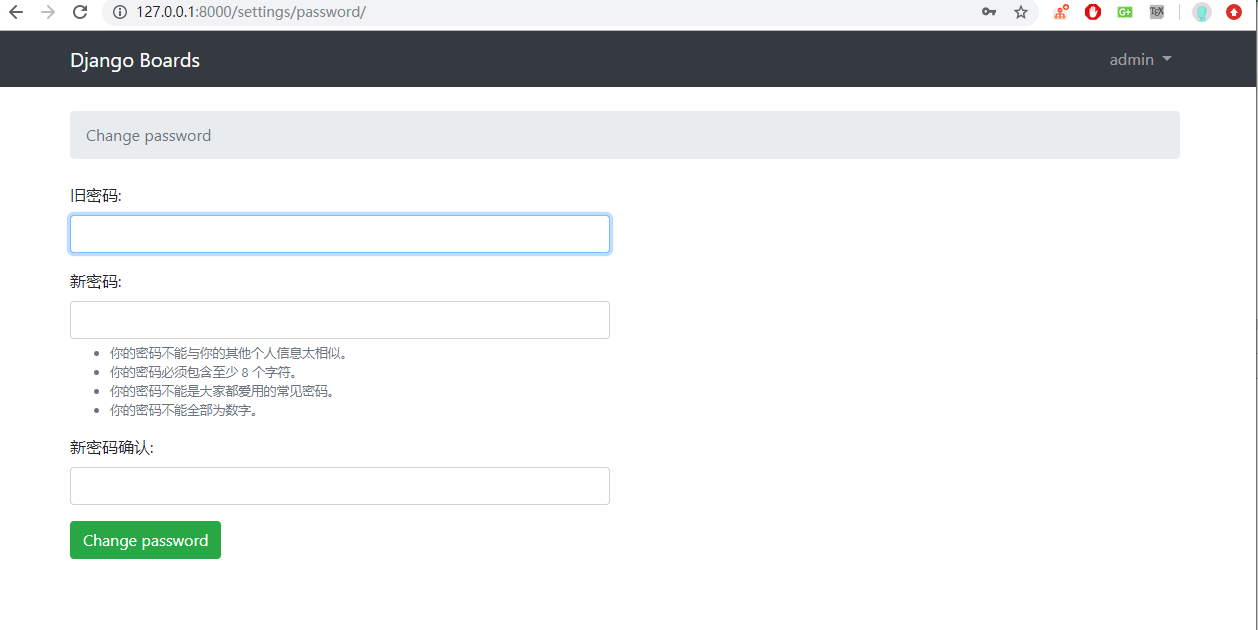 127.0.0.1:8000/settings/password/
Django Boards
admin
Change password
旧密码:
新密码:
你的密码不能与你的其他个人信息太相似。
你的密码必须包含至少 8 个字符。
你的密码不能是大家都爱用的常见密码。
你的密码不能全部为数字。
新密码确认:
Change password